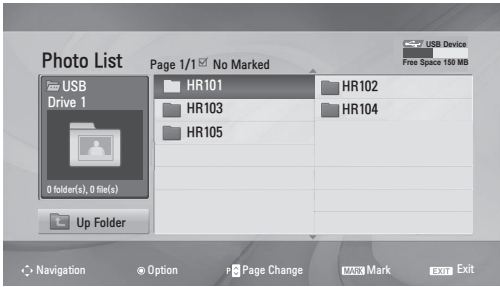 USB Device
Photo List
Page 1/1 No Marked
Free Space 150 MB
USB
Drive 1
0 folder(s), 0 file(s)
Up Folder
HR101
HR102
HR103
HR104
HR105
Navigation
Option
P Page Change
MARK Mark
EXIT Exit